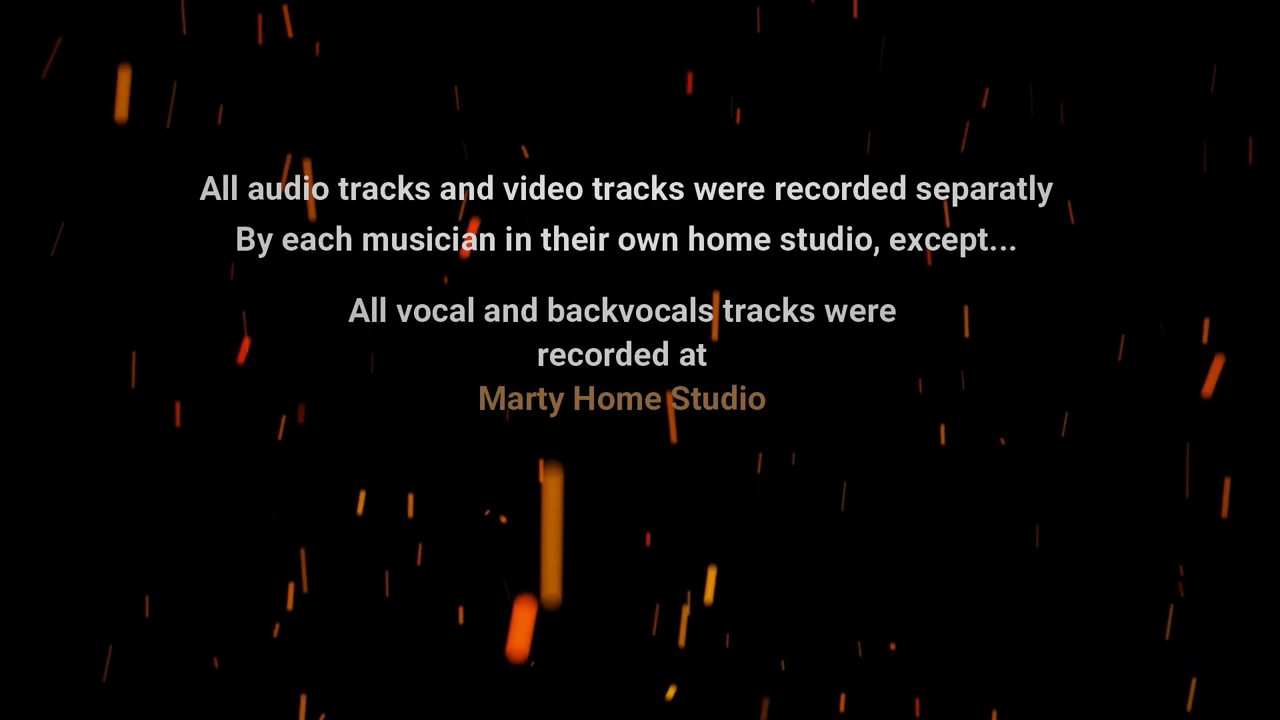 All audio tracks and video tracks were recorded separatly
By each musician in their own home studio, except...
All vocal and backvocals tracks were
recorded at
Marty Home Studio